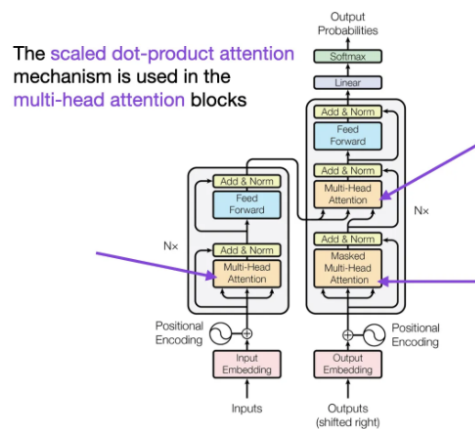 The scaled dot-product attention
mechanism is used in the
multi-head attention blocks
Output
Probabilities
Softmax
Linear
Add & Norm
Feed
Forward
Add & Norm
Multi-Head
Attention
Add & Norm
Masked
Multi-Head
Attention
Nx
Add & Norm
Feed
Forward
Add & Norm
Multi-Head
Attention
Nx
Positional
Encoding
Positional
Encoding
Input
Embedding
Output
Embedding
Inputs
Outputs
(shifted right)